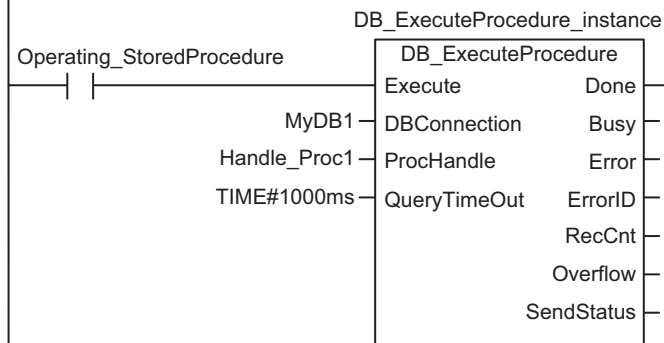 DB_ExecuteProcedure_instance
Operating_StoredProcedure DB_ExecuteProcedure
Execute Done
MyDB1 DBConnection Busy
Handle_Proc1 ProcHandle Error
TIME#1000ms QueryTimeOut ErrorID
RecCnt
Overflow
SendStatus